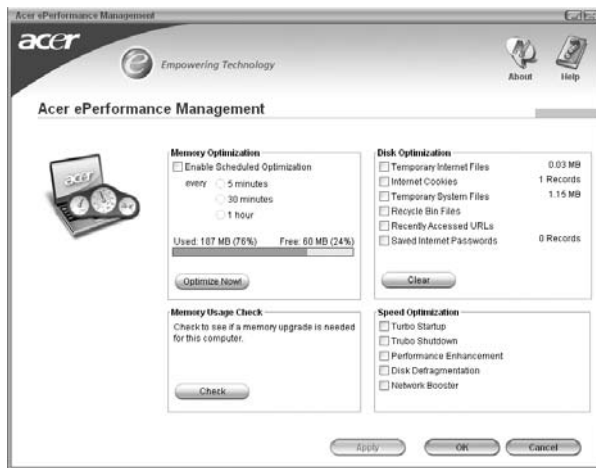 Acer ePerformance Management
acer
Empowering Technology
About
Help
Acer ePerformance Management
Memory Optimization
Enable Scheduled Optimization
every 5 minutes
30 minutes
1 hour
Used: 187 MB (76%) Free: 60 MB (24%)
Optimize Now!
Memory Usage Check
Check to see if a memory upgrade is needed
for this computer.
Check
Disk Optimization
Temporary Internet Files 0.03 MB
Internet Cookies 1 Records
Temporary System Files 1.15 MB
Recycle Bin Files
Recently Accessed URLs
Saved Internet Passwords 0 Records
Clear
Speed Optimization
Turbo Startup
Trubo Shutdown
Performance Enhancement
Disk Defragmentation
Network Booster
Apply
OK
Cancel